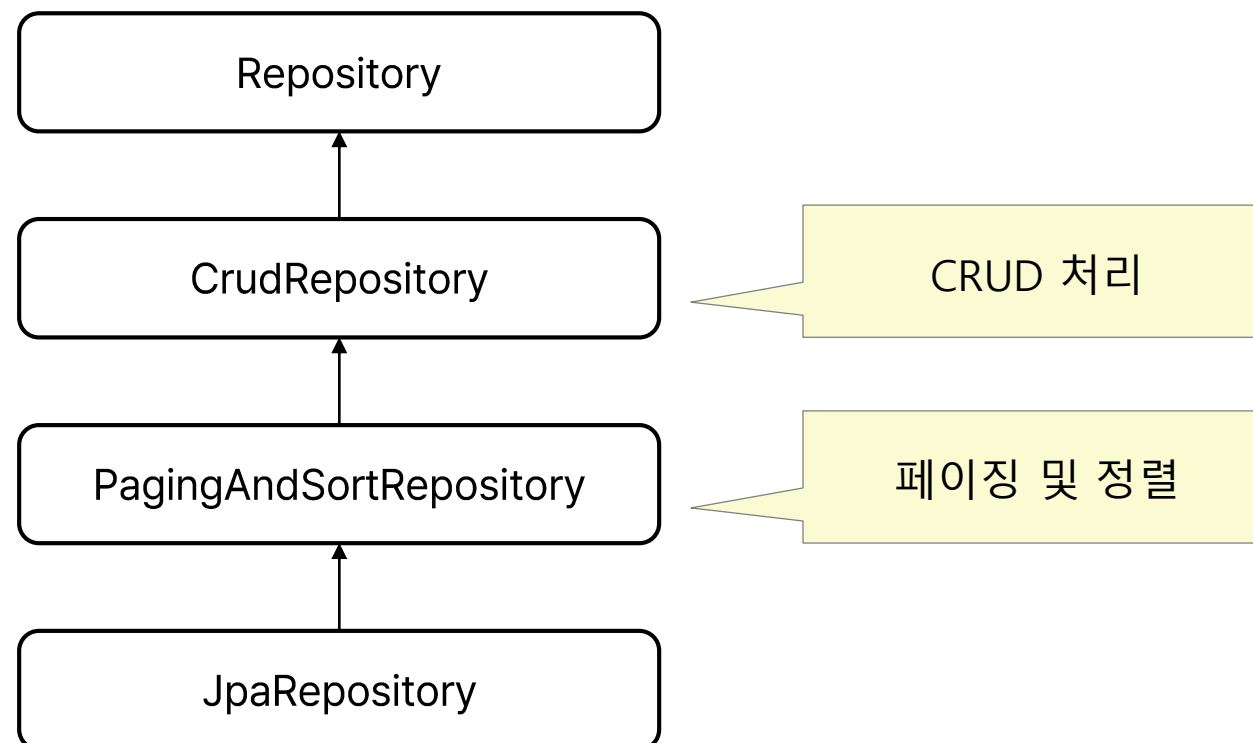 Repository
CrudRepository
CRUD 처리
PagingAndSortRepository
페이징 및 정렬
JpaRepository